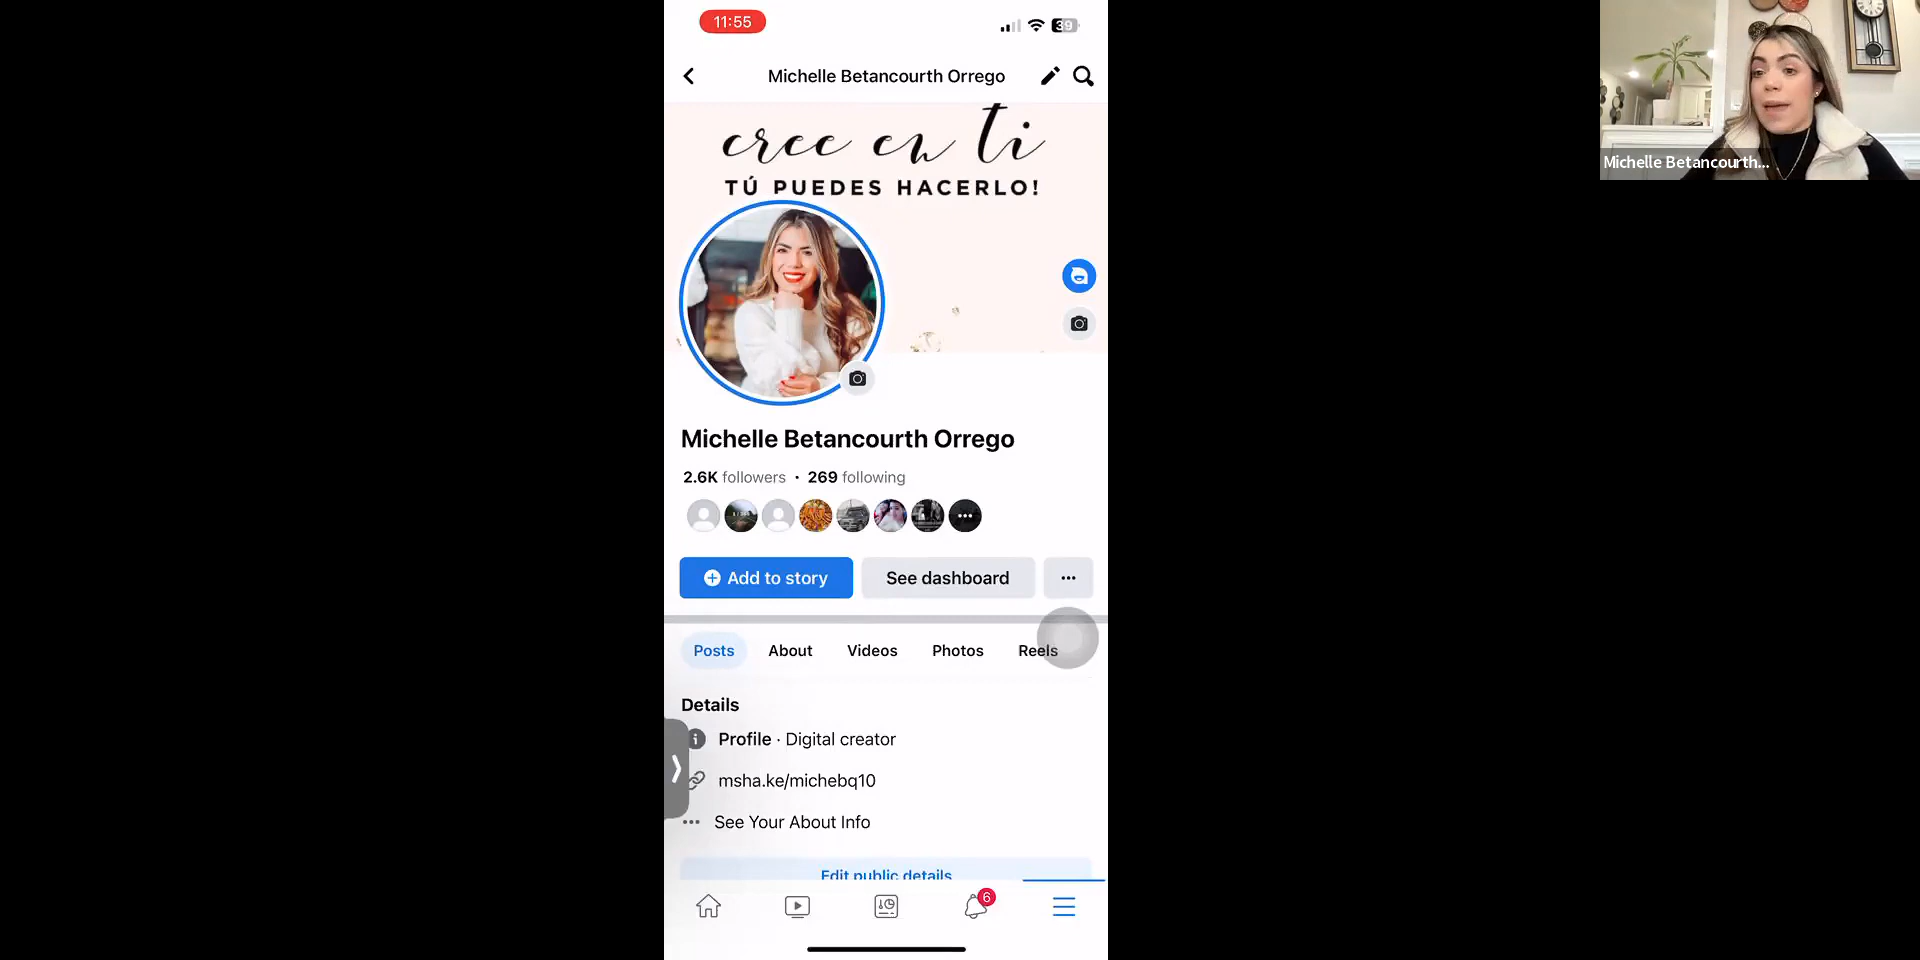 11:55
39
Michelle Betancourth Orrego
cree en ti
TÚ PUEDES HACERLO!
Michelle Betancourth Orrego
2.6K followers · 269 following
Add to story
See dashboard
Posts
About
Videos
Photos
Reels
Details
Profile · Digital creator
msha.ke/michebq10
See Your About Info
Edit public details
6
Michelle Betancourth...